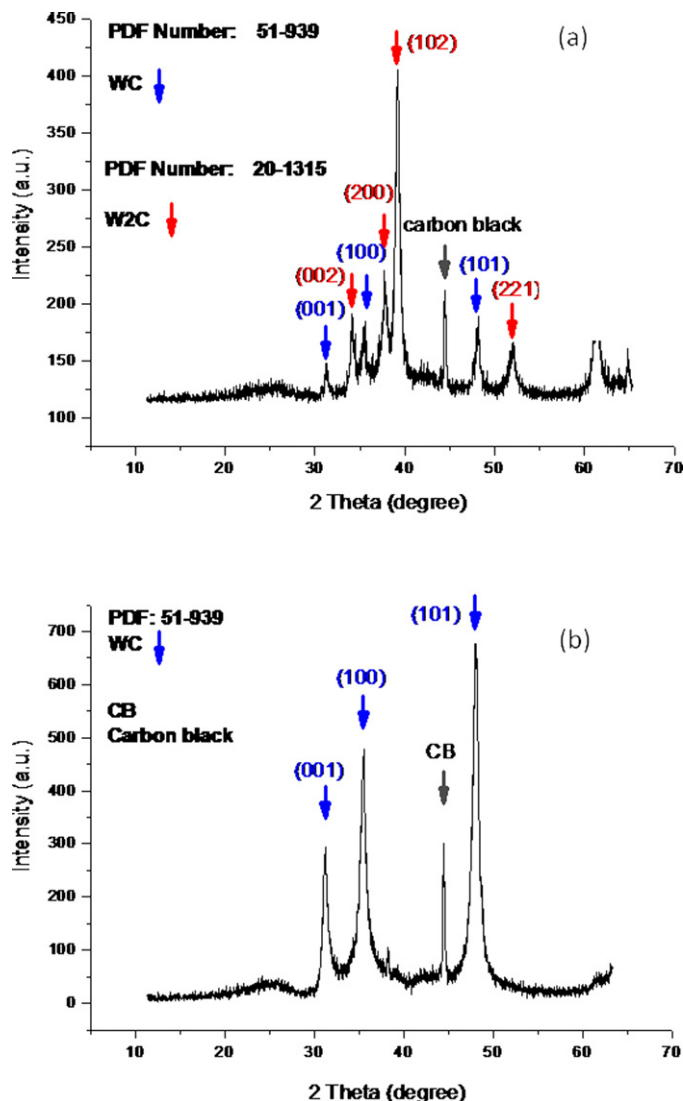 450
400
350
300
250
200
150
100
Intensity (a.u.)
PDF Number: 51-939
WC
PDF Number: 20-1315
W2C
(a)
(102)
(200)
carbon black
(100)
(002)
(001)
(101)
(221)
10 20 30 40 50 60 70
2 Theta (degree)
700
600
500
400
300
200
100
0
Intensity (a.u.)
PDF: 51-939
WC
CB
Carbon black
(b)
(101)
(100)
CB
(001)
10 20 30 40 50 60 70
2 Theta (degree)